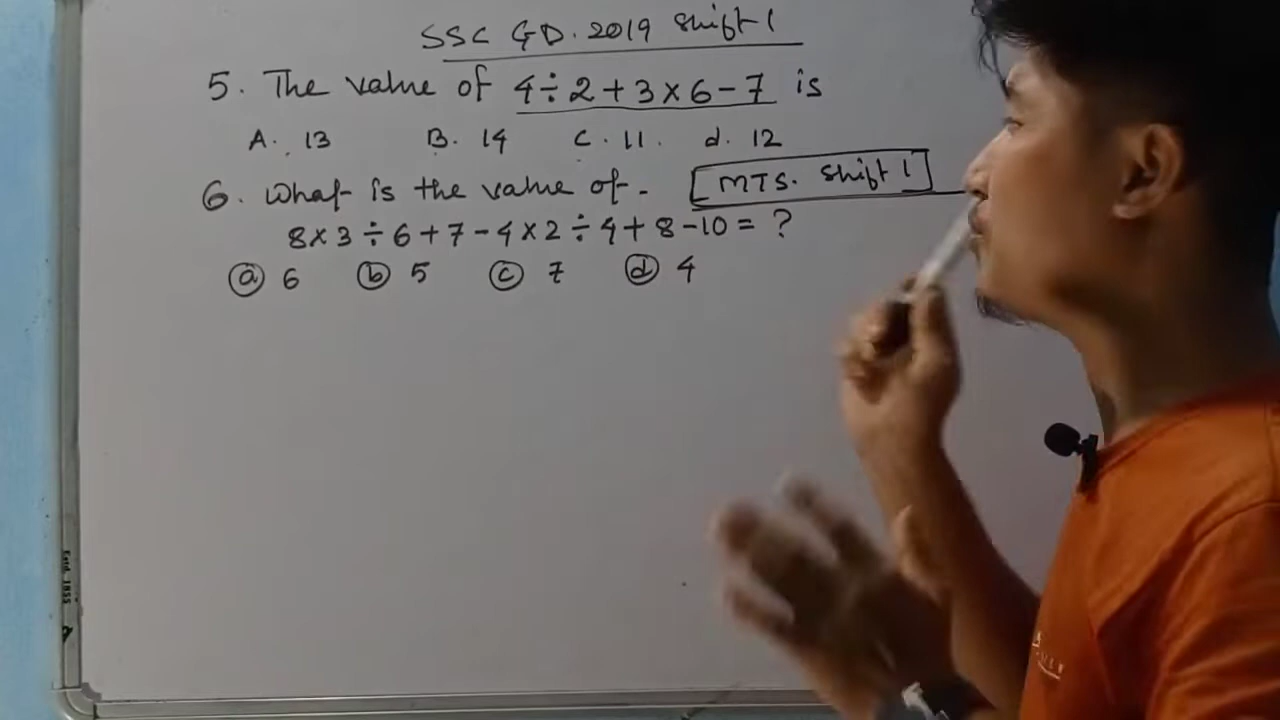 SSC GD. 2019 Shift 1
5. The value of 4÷2+3×6-7 is
A. 13 B. 14 C. 11. d. 12
6. What is the value of - [MTS. Shift 1]
8×3÷6+7-4×2÷4+8-10=?
ⓐ 6 ⓑ 5 ⓒ 7 ⓓ 4